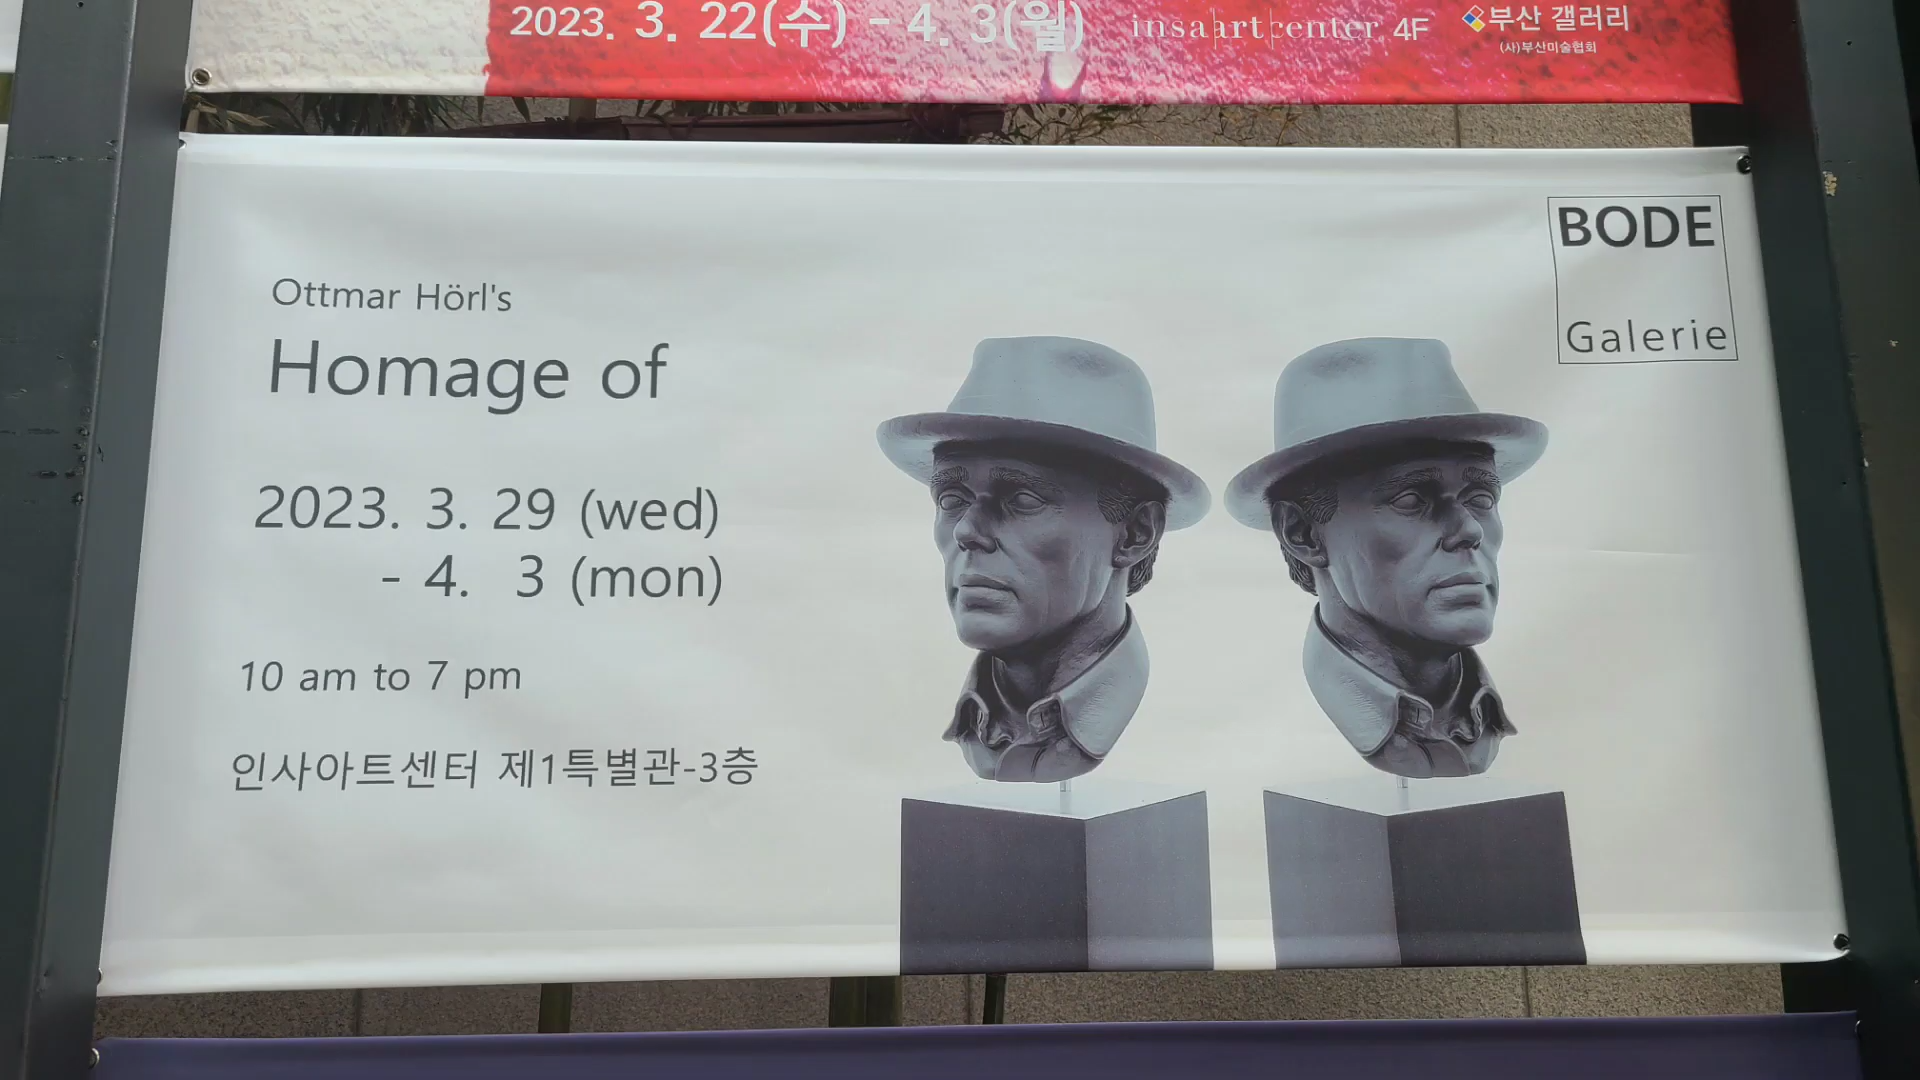 2023. 3. 22(수) - 4. 3(월) insaartcenter 4F 부산 갤러리
(사)부산미술협회
BODE
Galerie
Ottmar Hörl's
Homage of
2023. 3. 29 (wed)
- 4. 3 (mon)
10 am to 7 pm
인사아트센터 제1특별관-3층